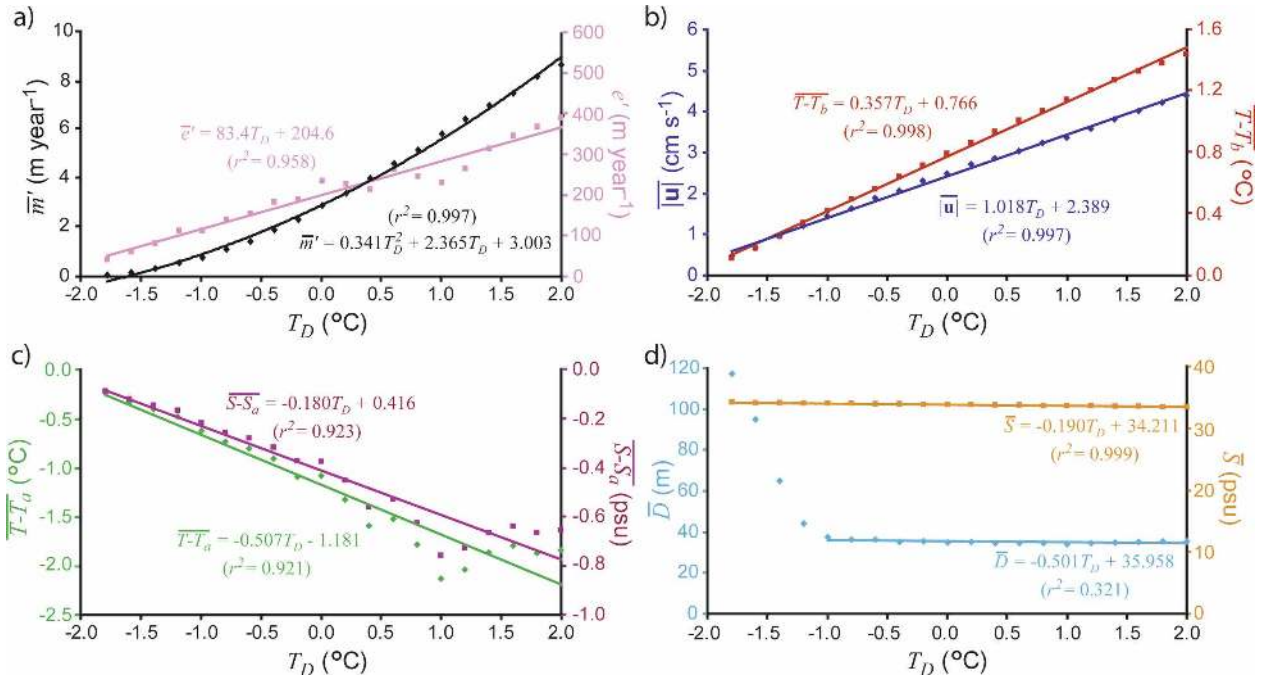 a)
10
8
6
4
2
0
m̅′ (m year⁻¹)
600
500
400
300
200
100
0
e′ (m year⁻¹)
e̅′ = 83.4T_D + 204.6
(r² = 0.958)
(r² = 0.997)
m̅′ = 0.341T_D² + 2.365T_D + 3.003
-2.0 -1.5 -1.0 -0.5 0.0 0.5 1.0 1.5 2.0
T_D (°C)
b)
6
5
4
3
2
1
0
|u̅| (cm s⁻¹)
1.6
1.2
0.8
0.4
0.0
T-T_b (°C)
T-T_b = 0.357T_D + 0.766
(r² = 0.998)
|u̅| = 1.018T_D + 2.389
(r² = 0.997)
-2.0 -1.5 -1.0 -0.5 0.0 0.5 1.0 1.5 2.0
T_D (°C)
c)
0.0
-0.5
-1.0
-1.5
-2.0
-2.5
T-T_a (°C)
0.0
-0.2
-0.4
-0.6
-0.8
-1.0
S-S_a (psu)
S-S_a = -0.180T_D + 0.416
(r² = 0.923)
T-T_a = -0.507T_D - 1.181
(r² = 0.921)
-2.0 -1.5 -1.0 -0.5 0.0 0.5 1.0 1.5 2.0
T_D (°C)
d)
120
100
80
60
40
20
0
D̅ (m)
40
30
20
10
0
S̅ (psu)
S̅ = -0.190T_D + 34.211
(r² = 0.999)
D̅ = -0.501T_D + 35.958
(r² = 0.321)
-2.0 -1.5 -1.0 -0.5 0.0 0.5 1.0 1.5 2.0
T_D (°C)